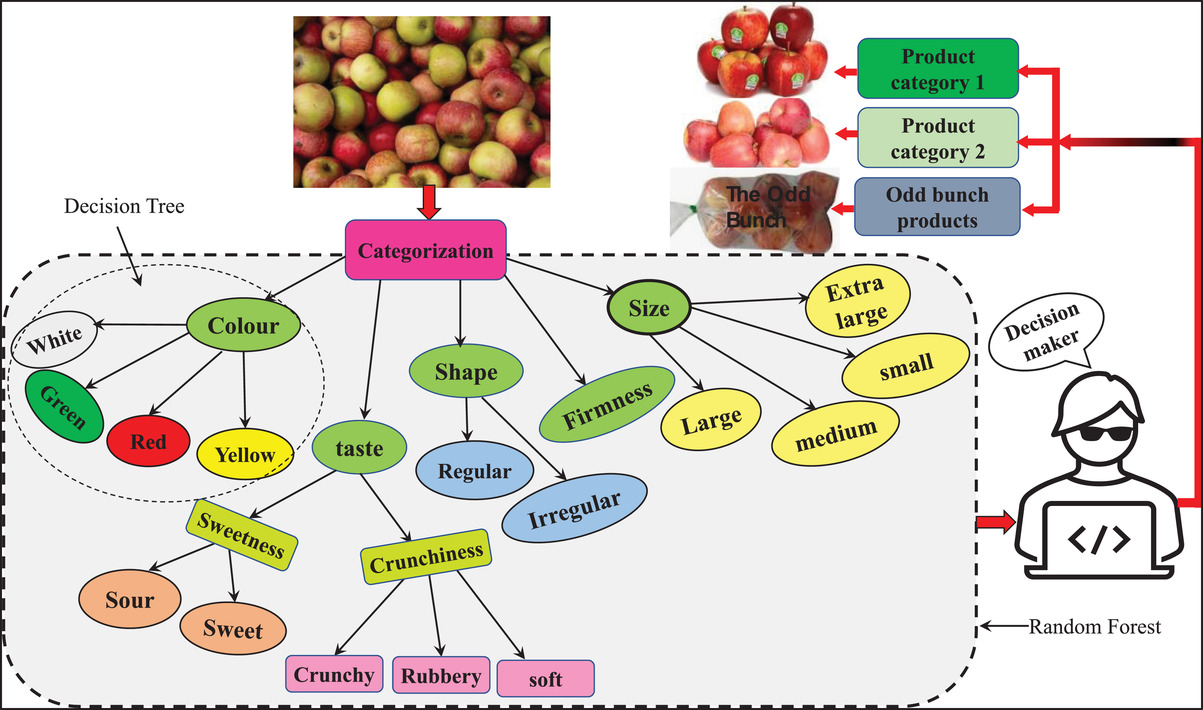 Product
category 1
Product
category 2
The Odd
Bunch
Odd bunch
products
Decision Tree
Categorization
Colour
White
Green
Red
Yellow
taste
Shape
Regular
Irregular
Firmness
Size
Extra
large
small
Large
medium
Decision
maker
Sweetness
Sour
Sweet
Crunchiness
Crunchy
Rubbery
soft
</>
Random Forest